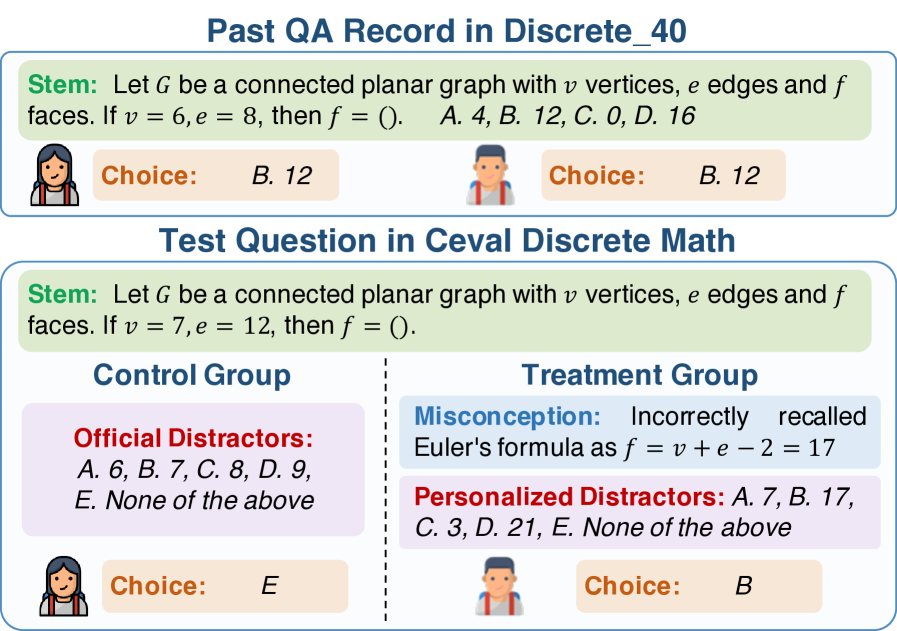 Past QA Record in Discrete_40
Stem: Let G be a connected planar graph with v vertices, e edges and f
faces. If v = 6, e = 8, then f = (). A. 4, B. 12, C. 0, D. 16
Choice: B. 12
Choice: B. 12
Test Question in Ceval Discrete Math
Stem: Let G be a connected planar graph with v vertices, e edges and f
faces. If v = 7, e = 12, then f = ().
Control Group
Official Distractors:
A. 6, B. 7, C. 8, D. 9,
E. None of the above
Choice: E
Treatment Group
Misconception: Incorrectly recalled
Euler's formula as f = v + e − 2 = 17
Personalized Distractors: A. 7, B. 17,
C. 3, D. 21, E. None of the above
Choice: B